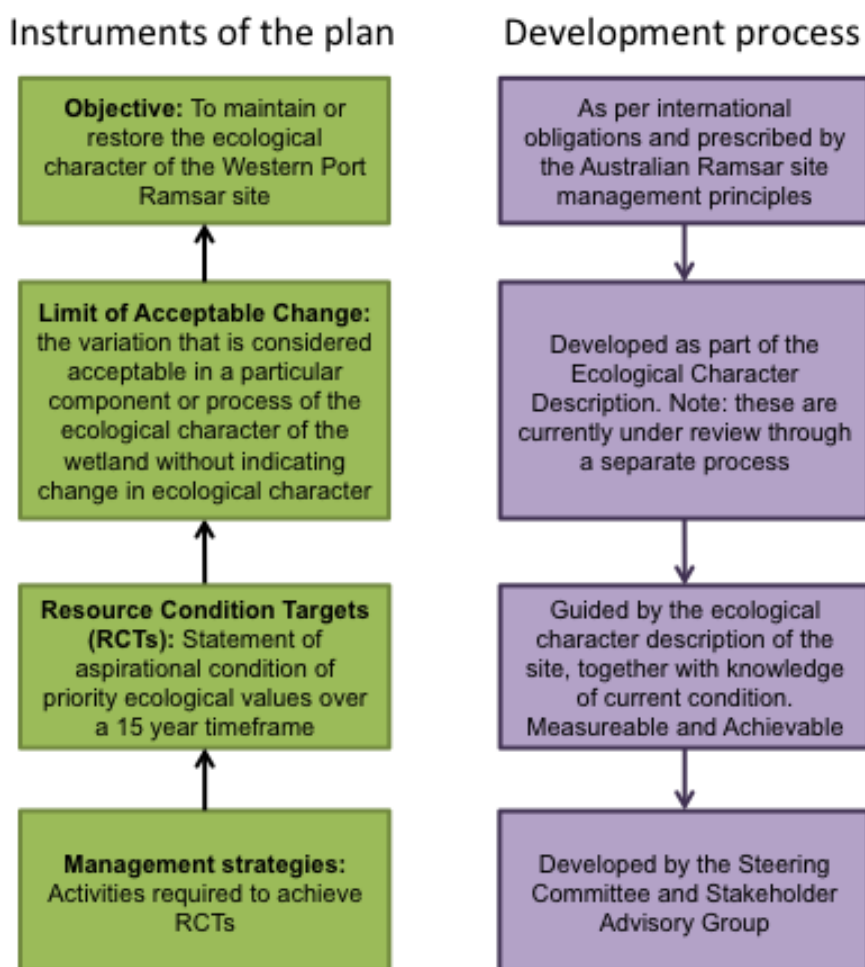 Instruments of the plan
Objective: To maintain or
restore the ecological
character of the Western Port
Ramsar site
Limit of Acceptable Change:
the variation that is considered
acceptable in a particular
component or process of the
ecological character of the
wetland without indicating
change in ecological character
Resource Condition Targets
(RCTs): Statement of
aspirational condition of
priority ecological values over
a 15 year timeframe
Management strategies:
Activities required to achieve
RCTs
Development process
As per international
obligations and prescribed by
the Australian Ramsar site
management principles
Developed as part of the
Ecological Character
Description. Note: these are
currently under review through
a separate process
Guided by the ecological
character description of the
site, together with knowledge
of current condition.
Measureable and Achievable
Developed by the Steering
Committee and Stakeholder
Advisory Group